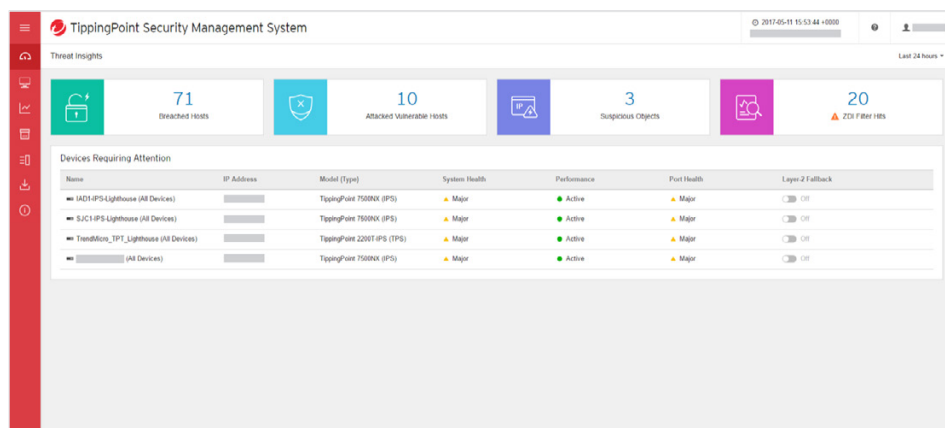 TippingPoint Security Management System
2017-05-11 15:53:44 +0000
Threat Insights
Last 24 hours
71
Breached Hosts
10
Attacked Vulnerable Hosts
3
Suspicious Objects
20
ZDI Filter Hits
Devices Requiring Attention
Name IP Address Model (Type) System Health Performance Port Health Layer-2 Fallback
IAD1-IPS-Lighthouse (All Devices) TippingPoint 7500NX (IPS) Major Active Major Off
SJC1-IPS-Lighthouse (All Devices) TippingPoint 7500NX (IPS) Major Active Major Off
TrendMicro_TPT_Lighthouse (All Devices) TippingPoint 2200T-IPS (TPS) Major Active Major Off
(All Devices) TippingPoint 7500NX (IPS) Major Active Major Off